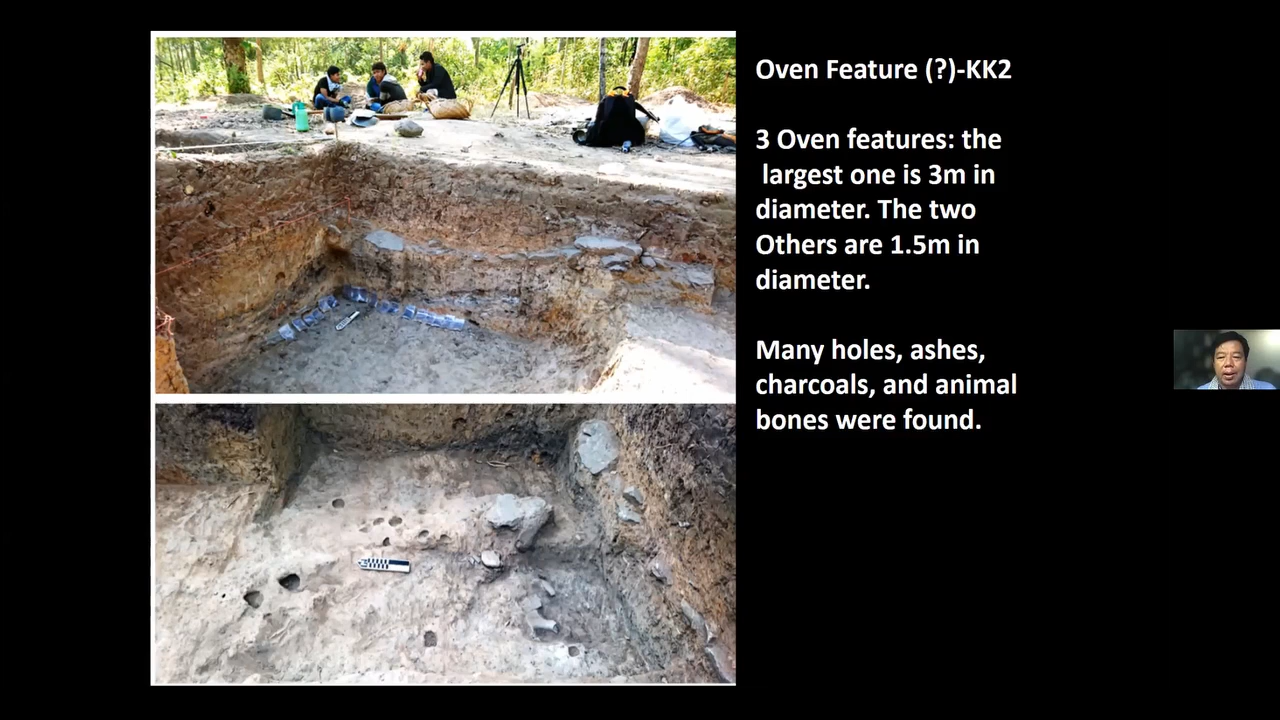 Oven Feature (?)-KK2
3 Oven features: the
largest one is 3m in
diameter. The two
Others are 1.5m in
diameter.
Many holes, ashes,
charcoals, and animal
bones were found.